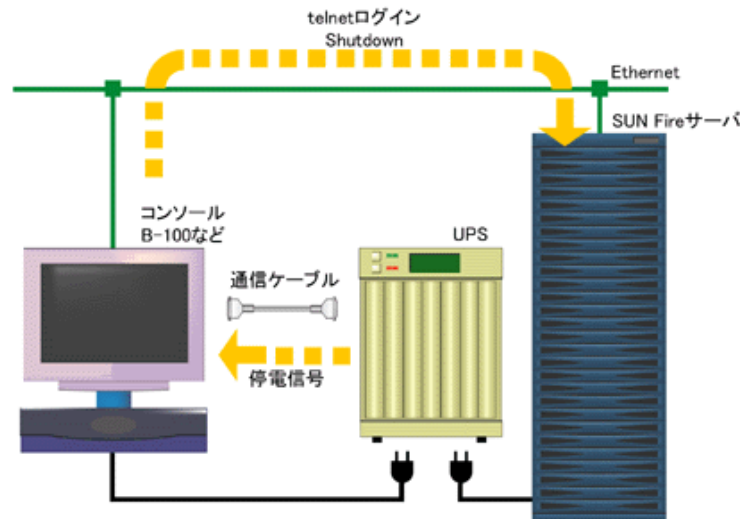 telnetログイン
Shutdown
Ethernet
SUN Fireサーバ
コンソール
B-100など
UPS
通信ケーブル
停電信号